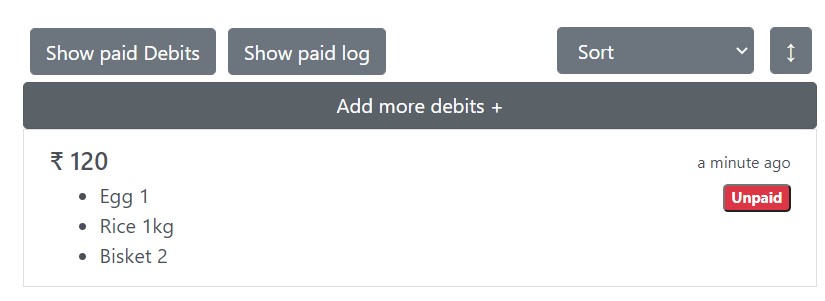 Show paid Debits Show paid log Sort ↕
Add more debits +
₹ 120 a minute ago
Egg 1 Unpaid
Rice 1kg
Bisket 2